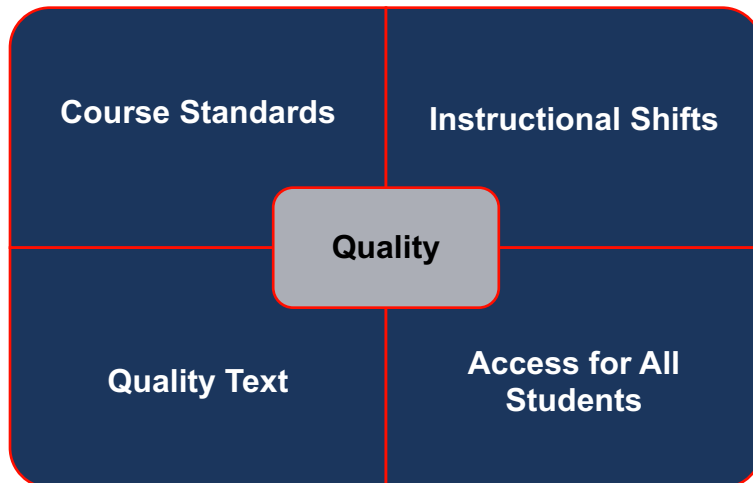 Course Standards
Instructional Shifts
Quality
Quality Text
Access for All
Students